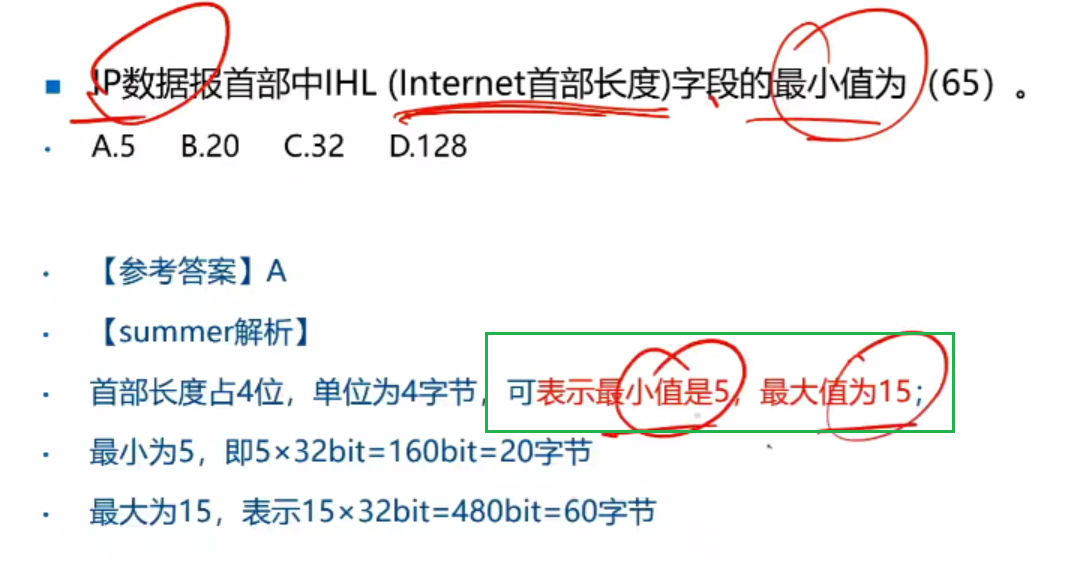 ■ IP数据报首部中IHL (Internet首部长度)字段的最小值为（65）。
· A.5 B.20 C.32 D.128
· 【参考答案】A
· 【summer解析】
· 首部长度占4位，单位为4字节，可表示最小值是5，最大值为15；
· 最小为5，即5×32bit=160bit=20字节
· 最大为15，表示15×32bit=480bit=60字节